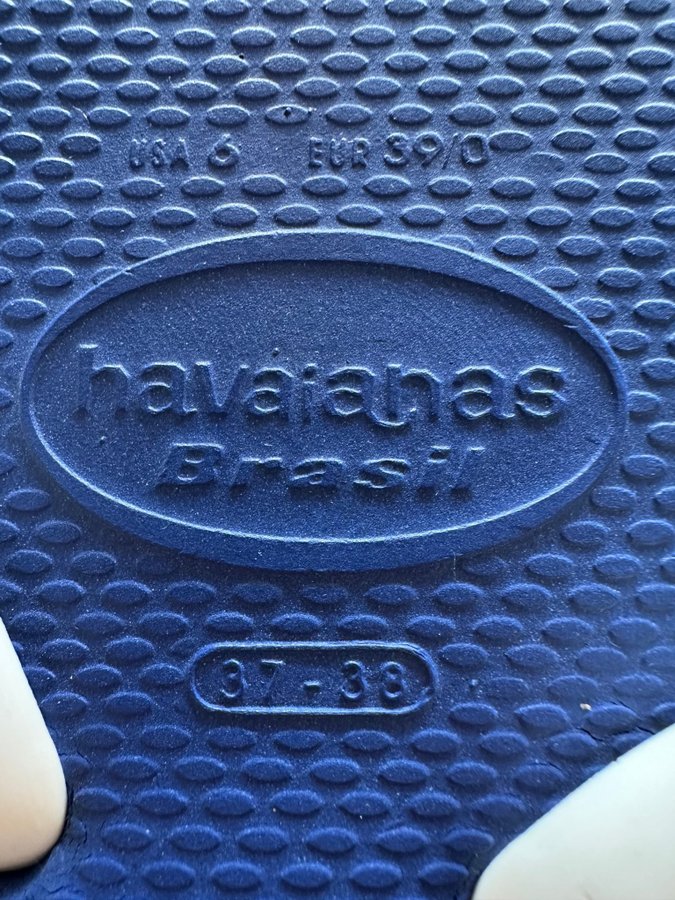 USA 6 EUR 39/0
havaianas
Brasil
37 - 38